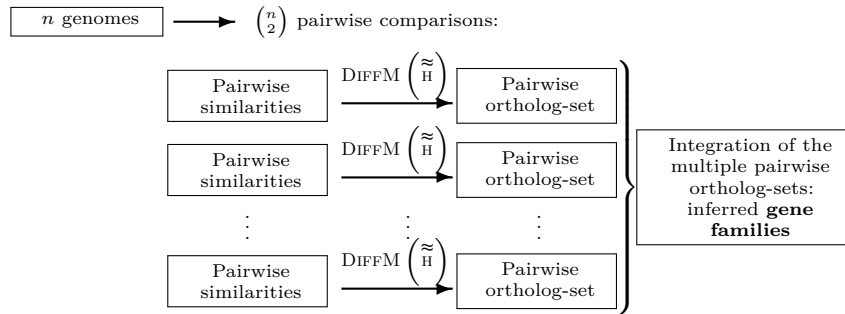 n genomes → (n 2) pairwise comparisons:
Pairwise similarities
DIFFM (≈ H)
Pairwise ortholog-set
Pairwise similarities
DIFFM (≈ H)
Pairwise ortholog-set
⋮ ⋮ ⋮
Pairwise similarities
DIFFM (≈ H)
Pairwise ortholog-set
Integration of the
multiple pairwise
ortholog-sets:
inferred gene
families